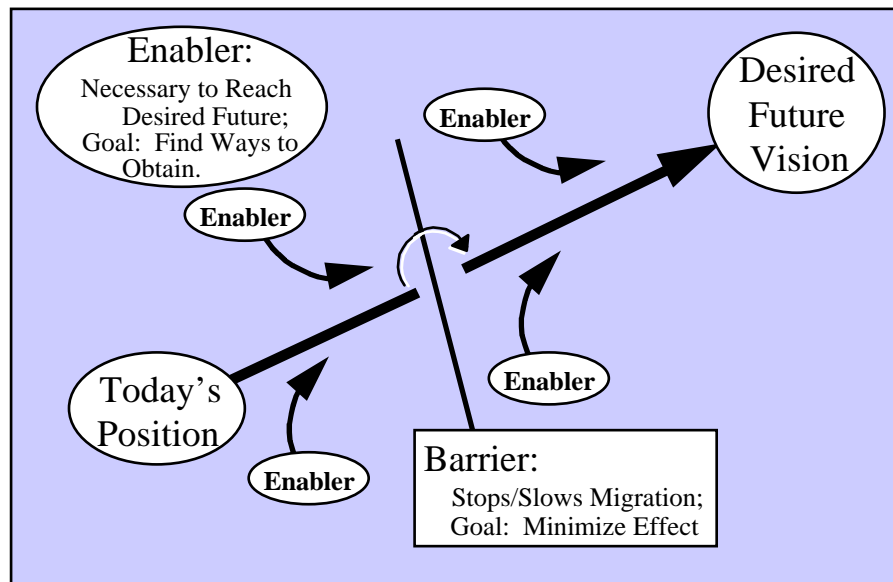 Enabler:
Necessary to Reach
Desired Future;
Goal: Find Ways to
Obtain.
Desired
Future
Vision
Enabler
Enabler
Enabler
Today's
Position
Enabler
Barrier:
Stops/Slows Migration;
Goal: Minimize Effect